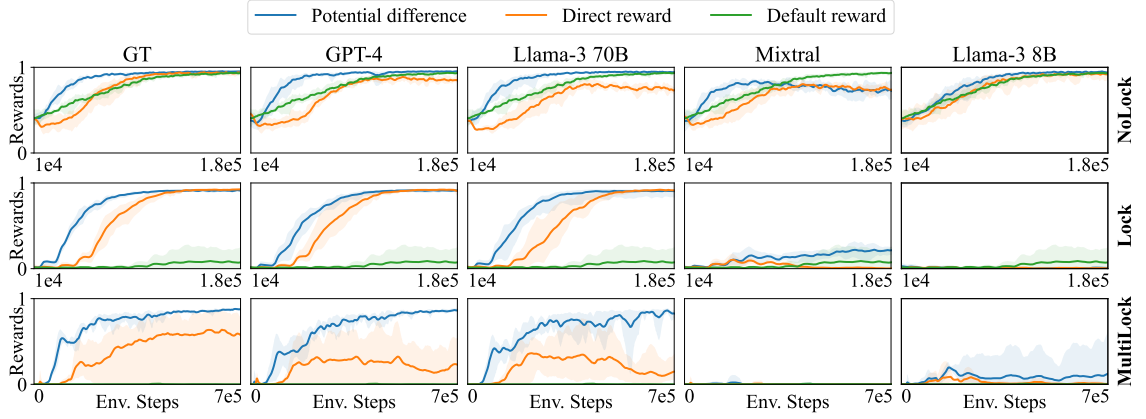 Potential difference Direct reward Default reward
GT GPT-4 Llama-3 70B Mixtral Llama-3 8B
1 Rewards 0 NoLock
1e4 1.8e5 1e4 1.8e5 1e4 1.8e5 1e4 1.8e5 1e4 1.8e5
1 Rewards 0 Lock
1e4 1.8e5 1e4 1.8e5 1e4 1.8e5 1e4 1.8e5 1e4 1.8e5
1 Rewards 0 MultiLock
0 Env. Steps 7e5 0 Env. Steps 7e5 0 Env. Steps 7e5 0 Env. Steps 7e5 0 Env. Steps 7e5